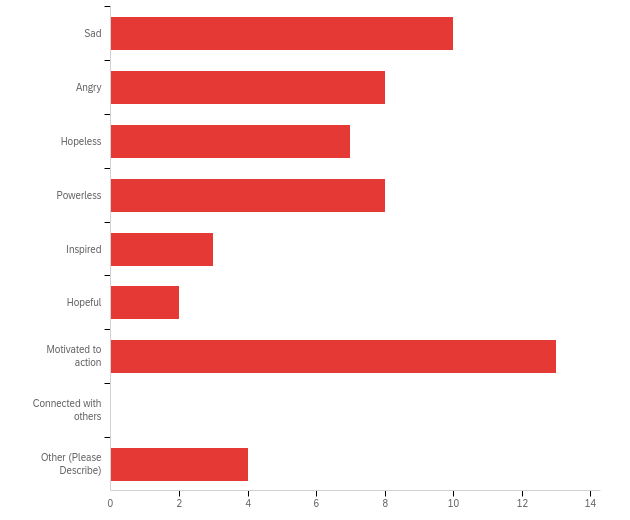 Sad
Angry
Hopeless
Powerless
Inspired
Hopeful
Motivated to
action
Connected with
others
Other (Please
Describe)
0 2 4 6 8 10 12 14